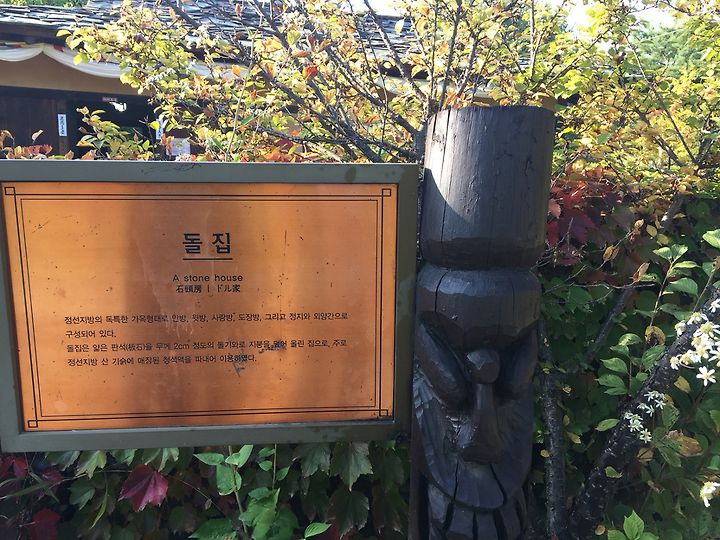 돌집
A stone house
石頭房 | ドル家
정선지방의 독특한 가옥형태로 안방, 윗방, 사랑방, 도장방, 그리고 정지와 외양간으로
구성되어 있다.
돌집은 얇은 판석(板石)을 두께 2cm 정도의 돌기와로 지붕을 덮어 올린 집으로, 주로
정선지방 산 기슭에 매장된 청석맥을 파내어 이용하였다.